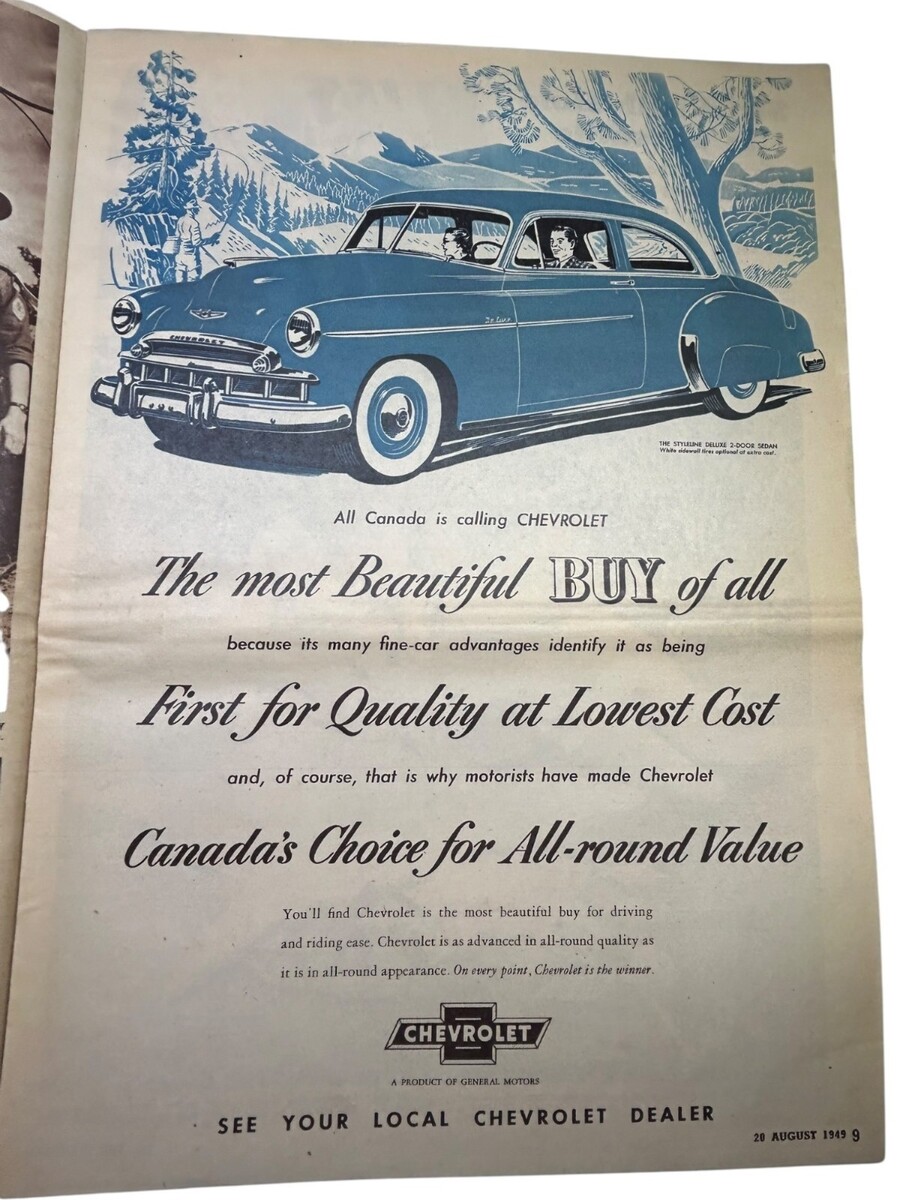 CHEVROLET
De Luxe
THE STYLELINE DELUXE 2-DOOR SEDAN
White sidewall tires optional at extra cost.
All Canada is calling CHEVROLET
The most Beautiful BUY of all
because its many fine-car advantages identify it as being
First for Quality at Lowest Cost
and, of course, that is why motorists have made Chevrolet
Canada's Choice for All-round Value
You'll find Chevrolet is the most beautiful buy for driving
and riding ease. Chevrolet is as advanced in all-round quality as
it is in all-round appearance. On every point, Chevrolet is the winner.
CHEVROLET
A PRODUCT OF GENERAL MOTORS
SEE YOUR LOCAL CHEVROLET DEALER
20 AUGUST 1949 9